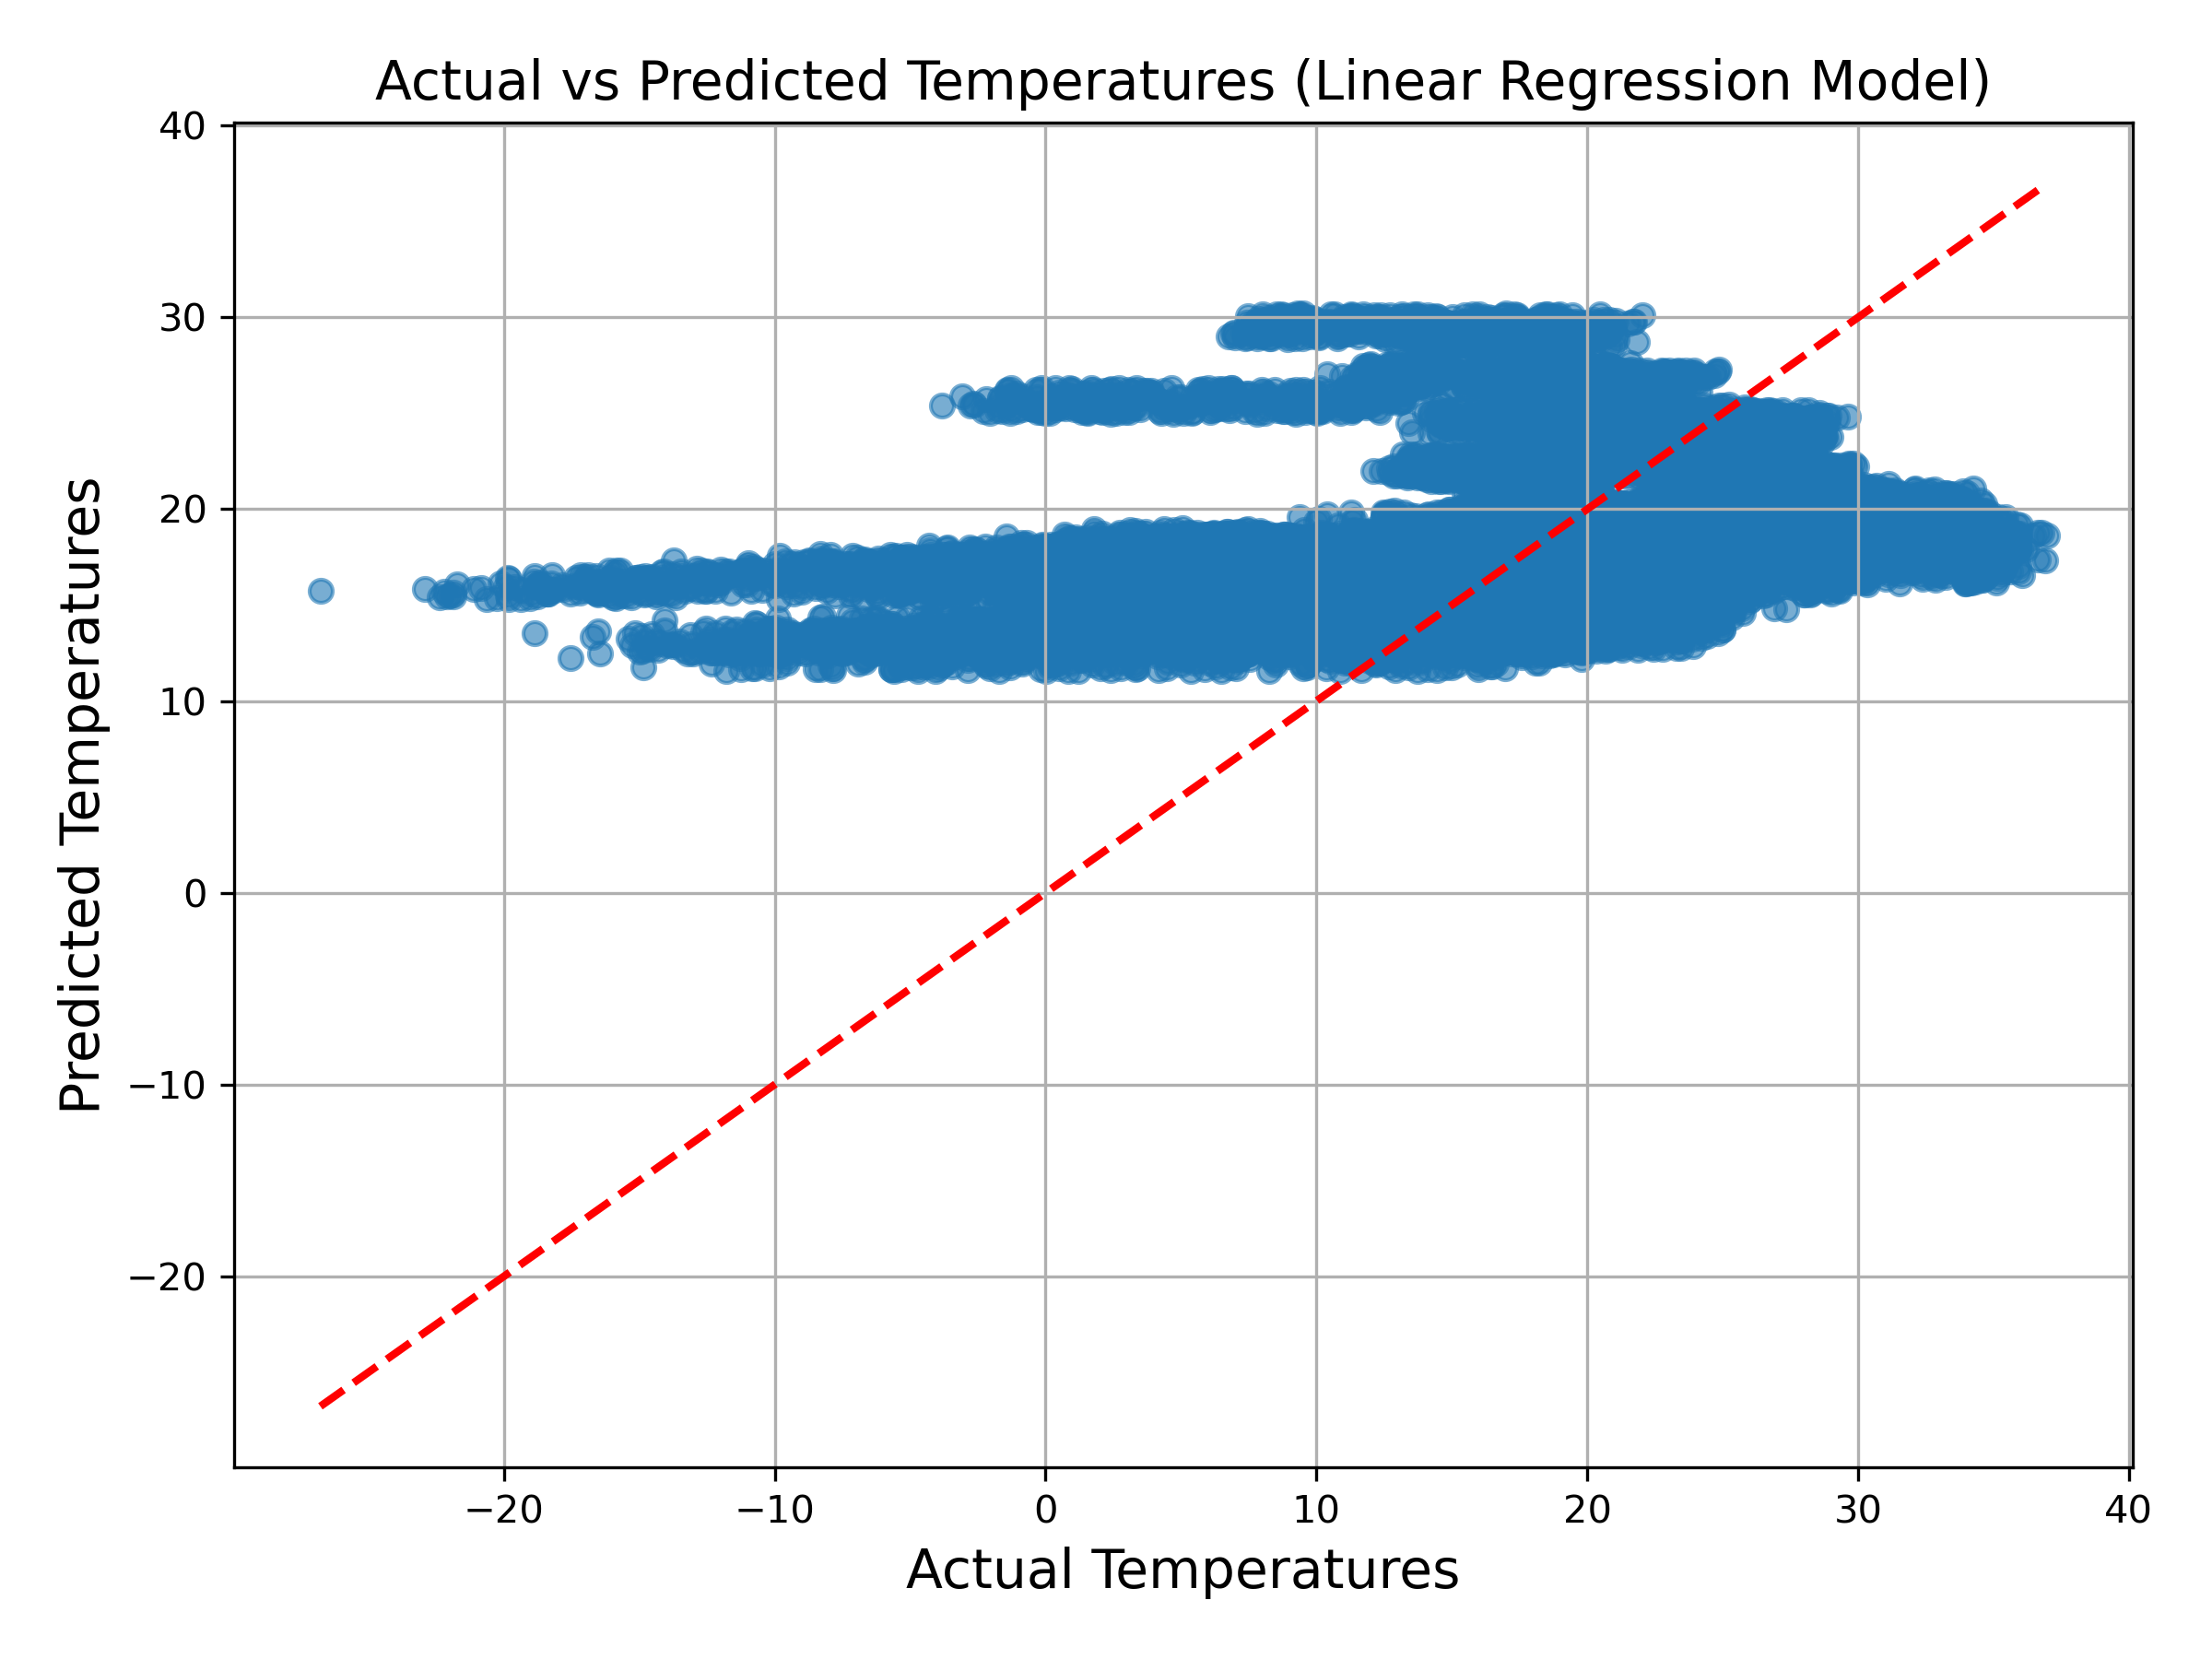 Actual vs Predicted Temperatures (Linear Regression Model)
40
30
20
10
0
−10
−20
Predicted Temperatures
−20 −10 0 10 20 30 40
Actual Temperatures